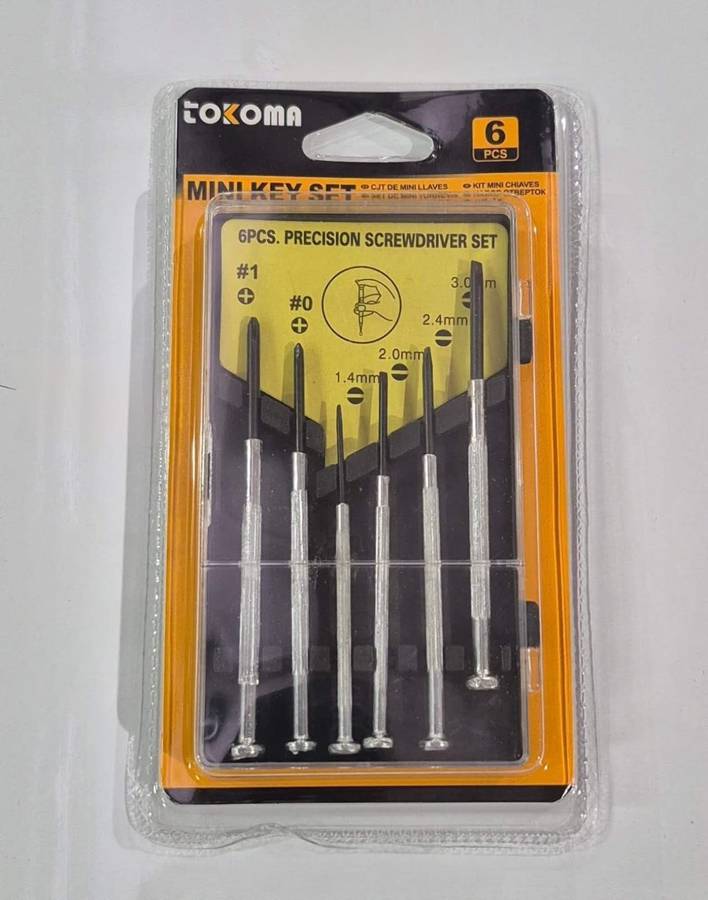 TOKOMA
6
PCS
MINI KEY SET
CJT DE MINI LLAVES
KIT MINI CHIAVES
6PCS. PRECISION SCREWDRIVER SET
#1
#0
3.0 m
2.4mm
2.0mm
1.4mm